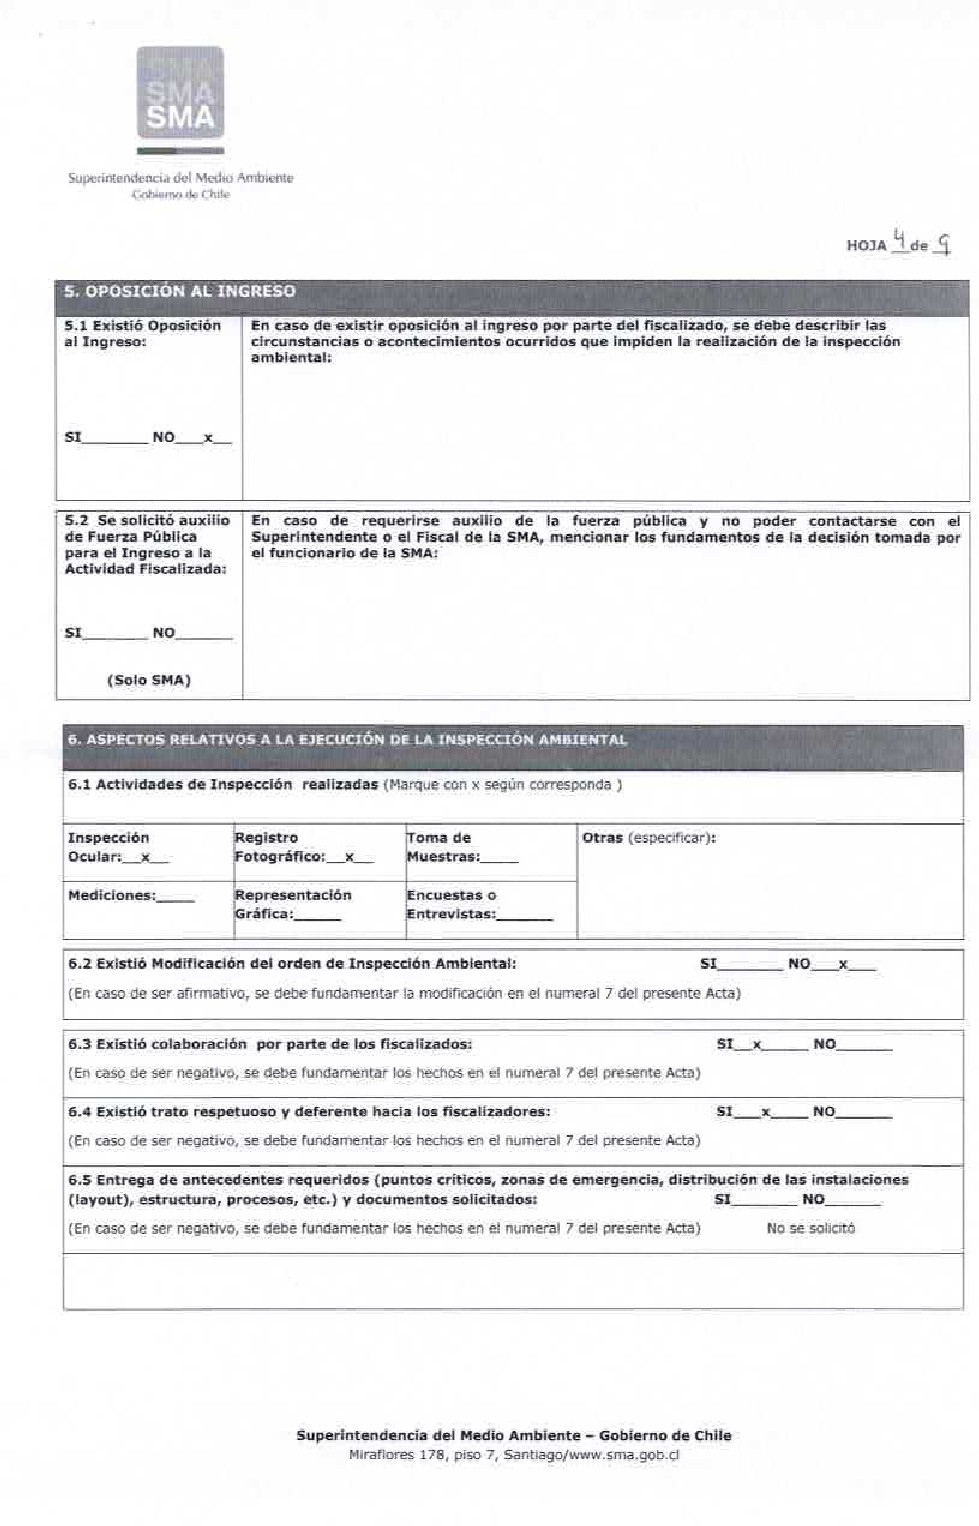 SMA
SMA
SMA
Superintendencia del Medio Ambiente
Gobierno de Chile
HOJA 4 de 9
5. OPOSICIÓN AL INGRESO
5.1 Existió Oposición
al Ingreso:
SI________ NO___x__
En caso de existir oposición al ingreso por parte del fiscalizado, se debe describir las
circunstancias o acontecimientos ocurridos que impiden la realización de la inspección
ambiental:
5.2 Se solicitó auxilio
de Fuerza Pública
para el Ingreso a la
Actividad Fiscalizada:
SI________ NO_______
(Solo SMA)
En caso de requerirse auxilio de la fuerza pública y no poder contactarse con el
Superintendente o el Fiscal de la SMA, mencionar los fundamentos de la decisión tomada por
el funcionario de la SMA:
6. ASPECTOS RELATIVOS A LA EJECUCIÓN DE LA INSPECCIÓN AMBIENTAL
6.1 Actividades de Inspección realizadas (Marque con x según corresponda )
Inspección
Ocular:__x__
Registro
Fotográfico:__x__
Toma de
Muestras:____
Otras (especificar):
Mediciones:____
Representación
Gráfica:_____
Encuestas o
Entrevistas:______
6.2 Existió Modificación del orden de Inspección Ambiental: SI_______ NO___x___
(En caso de ser afirmativo, se debe fundamentar la modificación en el numeral 7 del presente Acta)
6.3 Existió colaboración por parte de los fiscalizados: SI__x_____ NO______
(En caso de ser negativo, se debe fundamentar los hechos en el numeral 7 del presente Acta)
6.4 Existió trato respetuoso y deferente hacia los fiscalizadores: SI___x____ NO______
(En caso de ser negativo, se debe fundamentar los hechos en el numeral 7 del presente Acta)
6.5 Entrega de antecedentes requeridos (puntos críticos, zonas de emergencia, distribución de las instalaciones
(layout), estructura, procesos, etc.) y documentos solicitados: SI_______ NO______
(En caso de ser negativo, se debe fundamentar los hechos en el numeral 7 del presente Acta) No se solicitó
Superintendencia del Medio Ambiente – Gobierno de Chile
Miraflores 178, piso 7, Santiago/www.sma.gob.cl